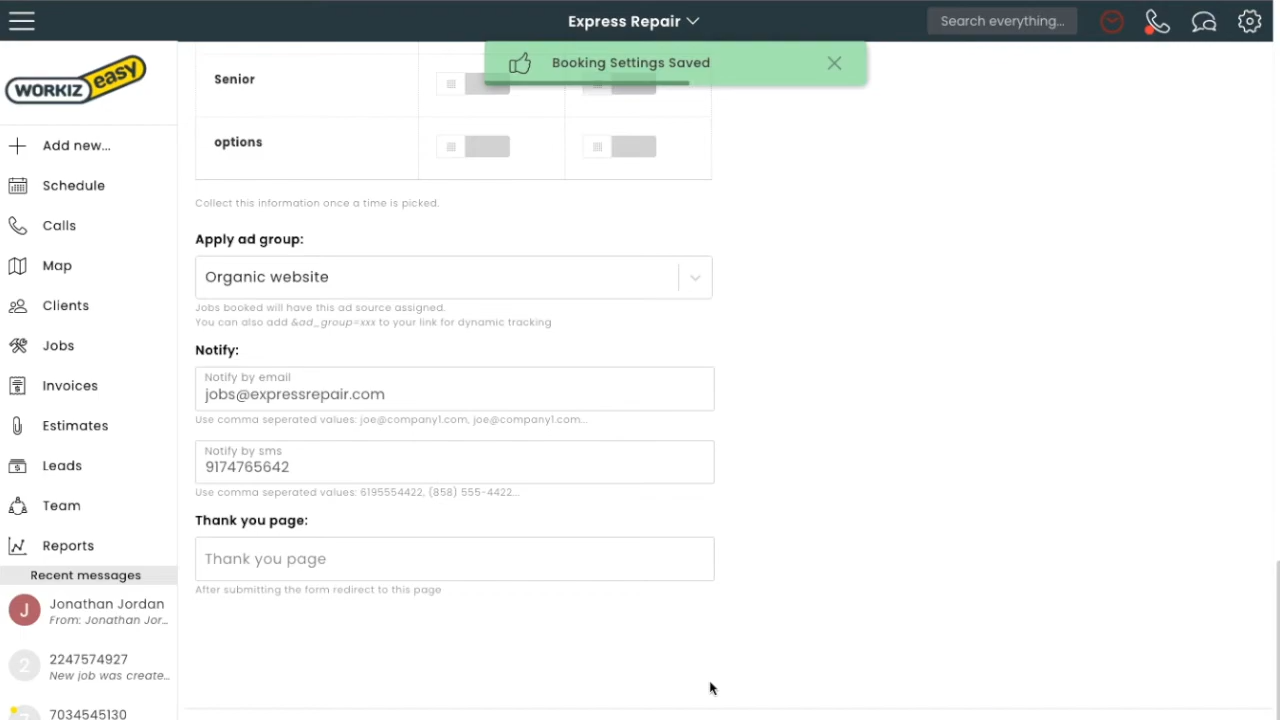 Express Repair
Search everything...
Booking Settings Saved
WORKIZ easy
Add new...
Schedule
Calls
Map
Clients
Jobs
Invoices
Estimates
Leads
Team
Reports
Recent messages
J
Jonathan Jordan
From: Jonathan Jor...
2
2247574927
New job was create...
7
7034545130
Senior
options
Collect this information once a time is picked.
Apply ad group:
Organic website
Jobs booked will have this ad source assigned.
You can also add &ad_group=xxx to your link for dynamic tracking
Notify:
Notify by email
jobs@expressrepair.com
Use comma seperated values: joe@company1.com, joe@company1.com...
Notify by sms
9174765642
Use comma seperated values: 6195554422, (858) 555-4422...
Thank you page:
Thank you page
After submitting the form redirect to this page